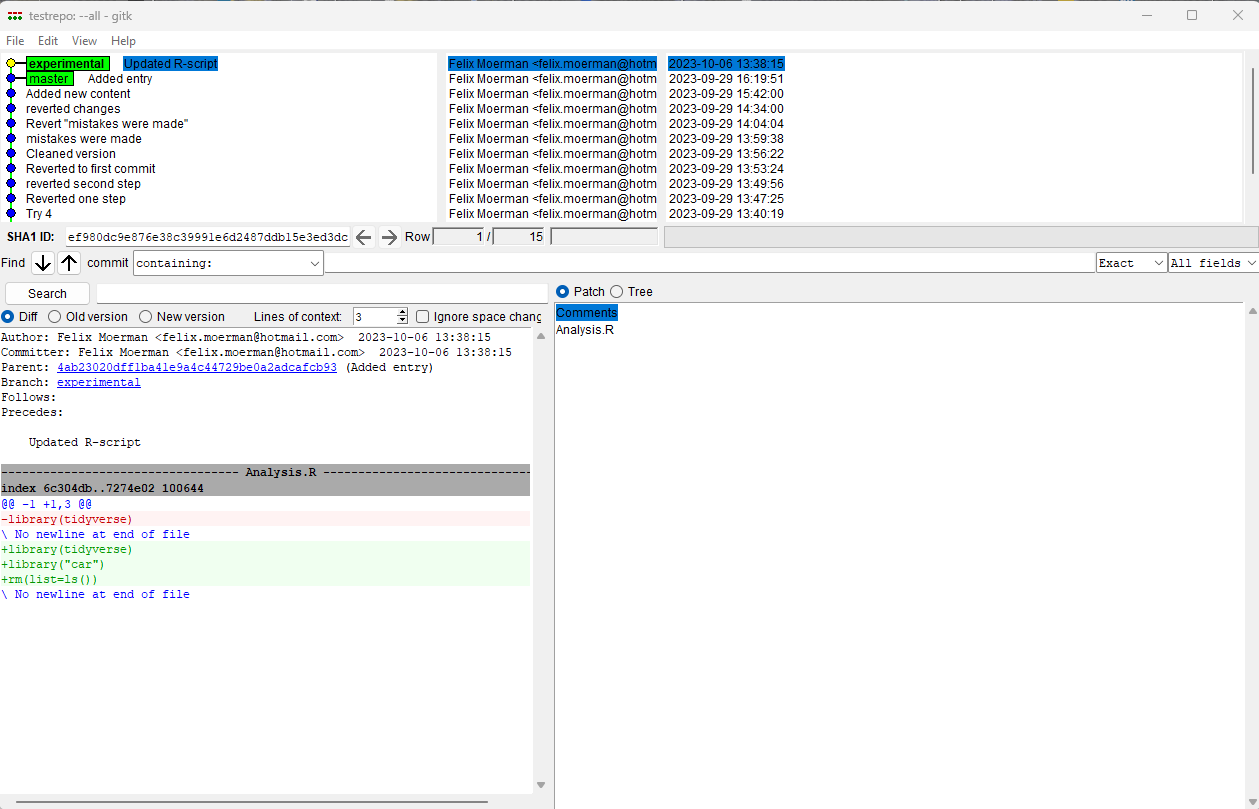 testrepo: --all - gitk
File Edit View Help
experimental Updated R-script Felix Moerman <felix.moerman@hotm 2023-10-06 13:38:15
master Added entry Felix Moerman <felix.moerman@hotm 2023-09-29 16:19:51
Added new content Felix Moerman <felix.moerman@hotm 2023-09-29 15:42:00
reverted changes Felix Moerman <felix.moerman@hotm 2023-09-29 14:34:00
Revert "mistakes were made" Felix Moerman <felix.moerman@hotm 2023-09-29 14:04:04
mistakes were made Felix Moerman <felix.moerman@hotm 2023-09-29 13:59:38
Cleaned version Felix Moerman <felix.moerman@hotm 2023-09-29 13:56:22
Reverted to first commit Felix Moerman <felix.moerman@hotm 2023-09-29 13:53:24
reverted second step Felix Moerman <felix.moerman@hotm 2023-09-29 13:49:56
Reverted one step Felix Moerman <felix.moerman@hotm 2023-09-29 13:47:25
Try 4 Felix Moerman <felix.moerman@hotm 2023-09-29 13:40:19
SHA1 ID: ef980dc9e876e38c39991e6d2487ddb15e3ed3dc Row 1 / 15
Find commit containing: Exact All fields
Search
Patch Tree
Diff Old version New version Lines of context: 3 Ignore space chang
Comments
Analysis.R
Author: Felix Moerman <felix.moerman@hotmail.com> 2023-10-06 13:38:15
Committer: Felix Moerman <felix.moerman@hotmail.com> 2023-10-06 13:38:15
Parent: 4ab23020dff1ba41e9a4c44729be0a2adcafcb93 (Added entry)
Branch: experimental
Follows:
Precedes:
Updated R-script
---------------------------------- Analysis.R ----------------------------------
index 6c304db..7274e02 100644
@@ -1 +1,3 @@
-library(tidyverse)
\ No newline at end of file
+library(tidyverse)
+library("car")
+rm(list=ls())
\ No newline at end of file